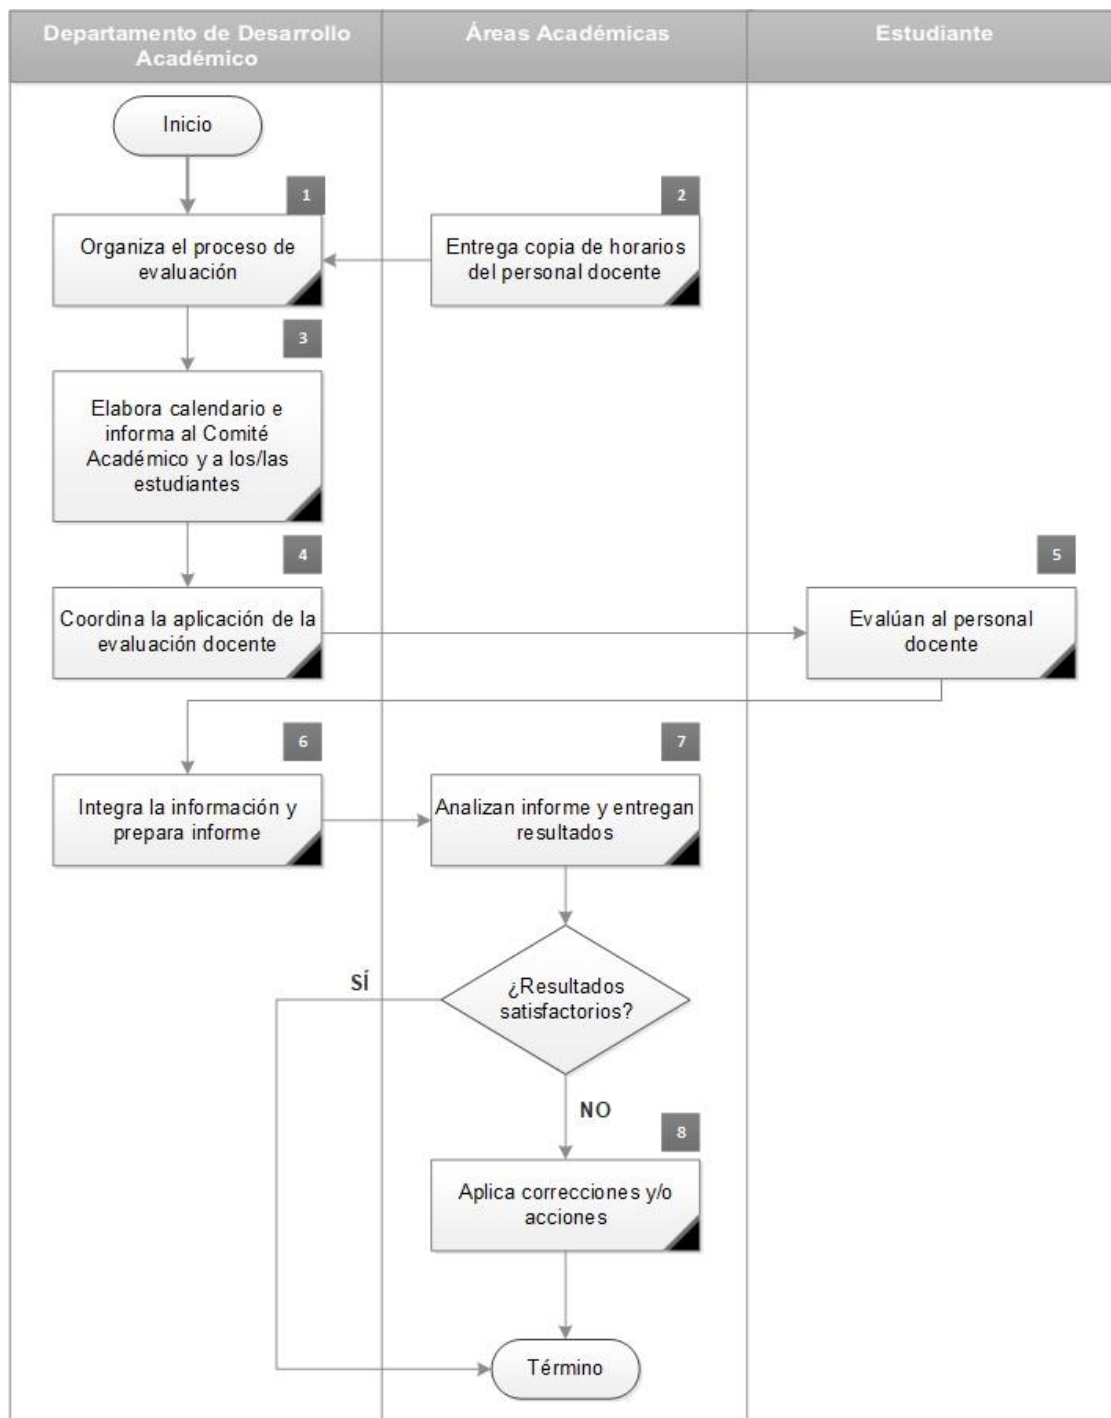 Departamento de Desarrollo
Académico
Áreas Académicas
Estudiante
Inicio
1
Organiza el proceso de
evaluación
2
Entrega copia de horarios
del personal docente
3
Elabora calendario e
informa al Comité
Académico y a los/las
estudiantes
4
Coordina la aplicación de la
evaluación docente
5
Evalúan al personal
docente
6
Integra la información y
prepara informe
7
Analizan informe y entregan
resultados
¿Resultados
satisfactorios?
SÍ
NO
8
Aplica correcciones y/o
acciones
Término